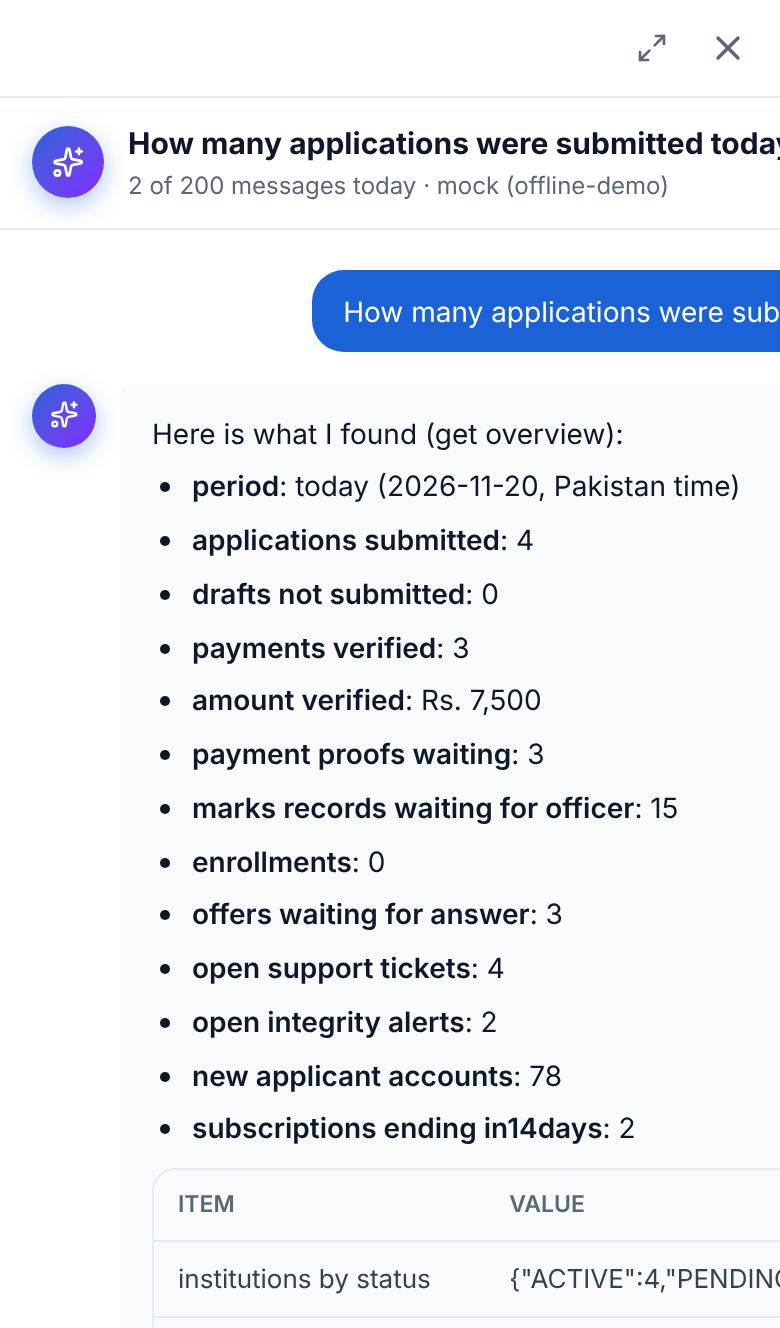 How many applications were submitted today
2 of 200 messages today · mock (offline-demo)
How many applications were sub
Here is what I found (get overview):
• period: today (2026-11-20, Pakistan time)
• applications submitted: 4
• drafts not submitted: 0
• payments verified: 3
• amount verified: Rs. 7,500
• payment proofs waiting: 3
• marks records waiting for officer: 15
• enrollments: 0
• offers waiting for answer: 3
• open support tickets: 4
• open integrity alerts: 2
• new applicant accounts: 78
• subscriptions ending in14days: 2
ITEM VALUE
institutions by status {"ACTIVE":4,"PENDING